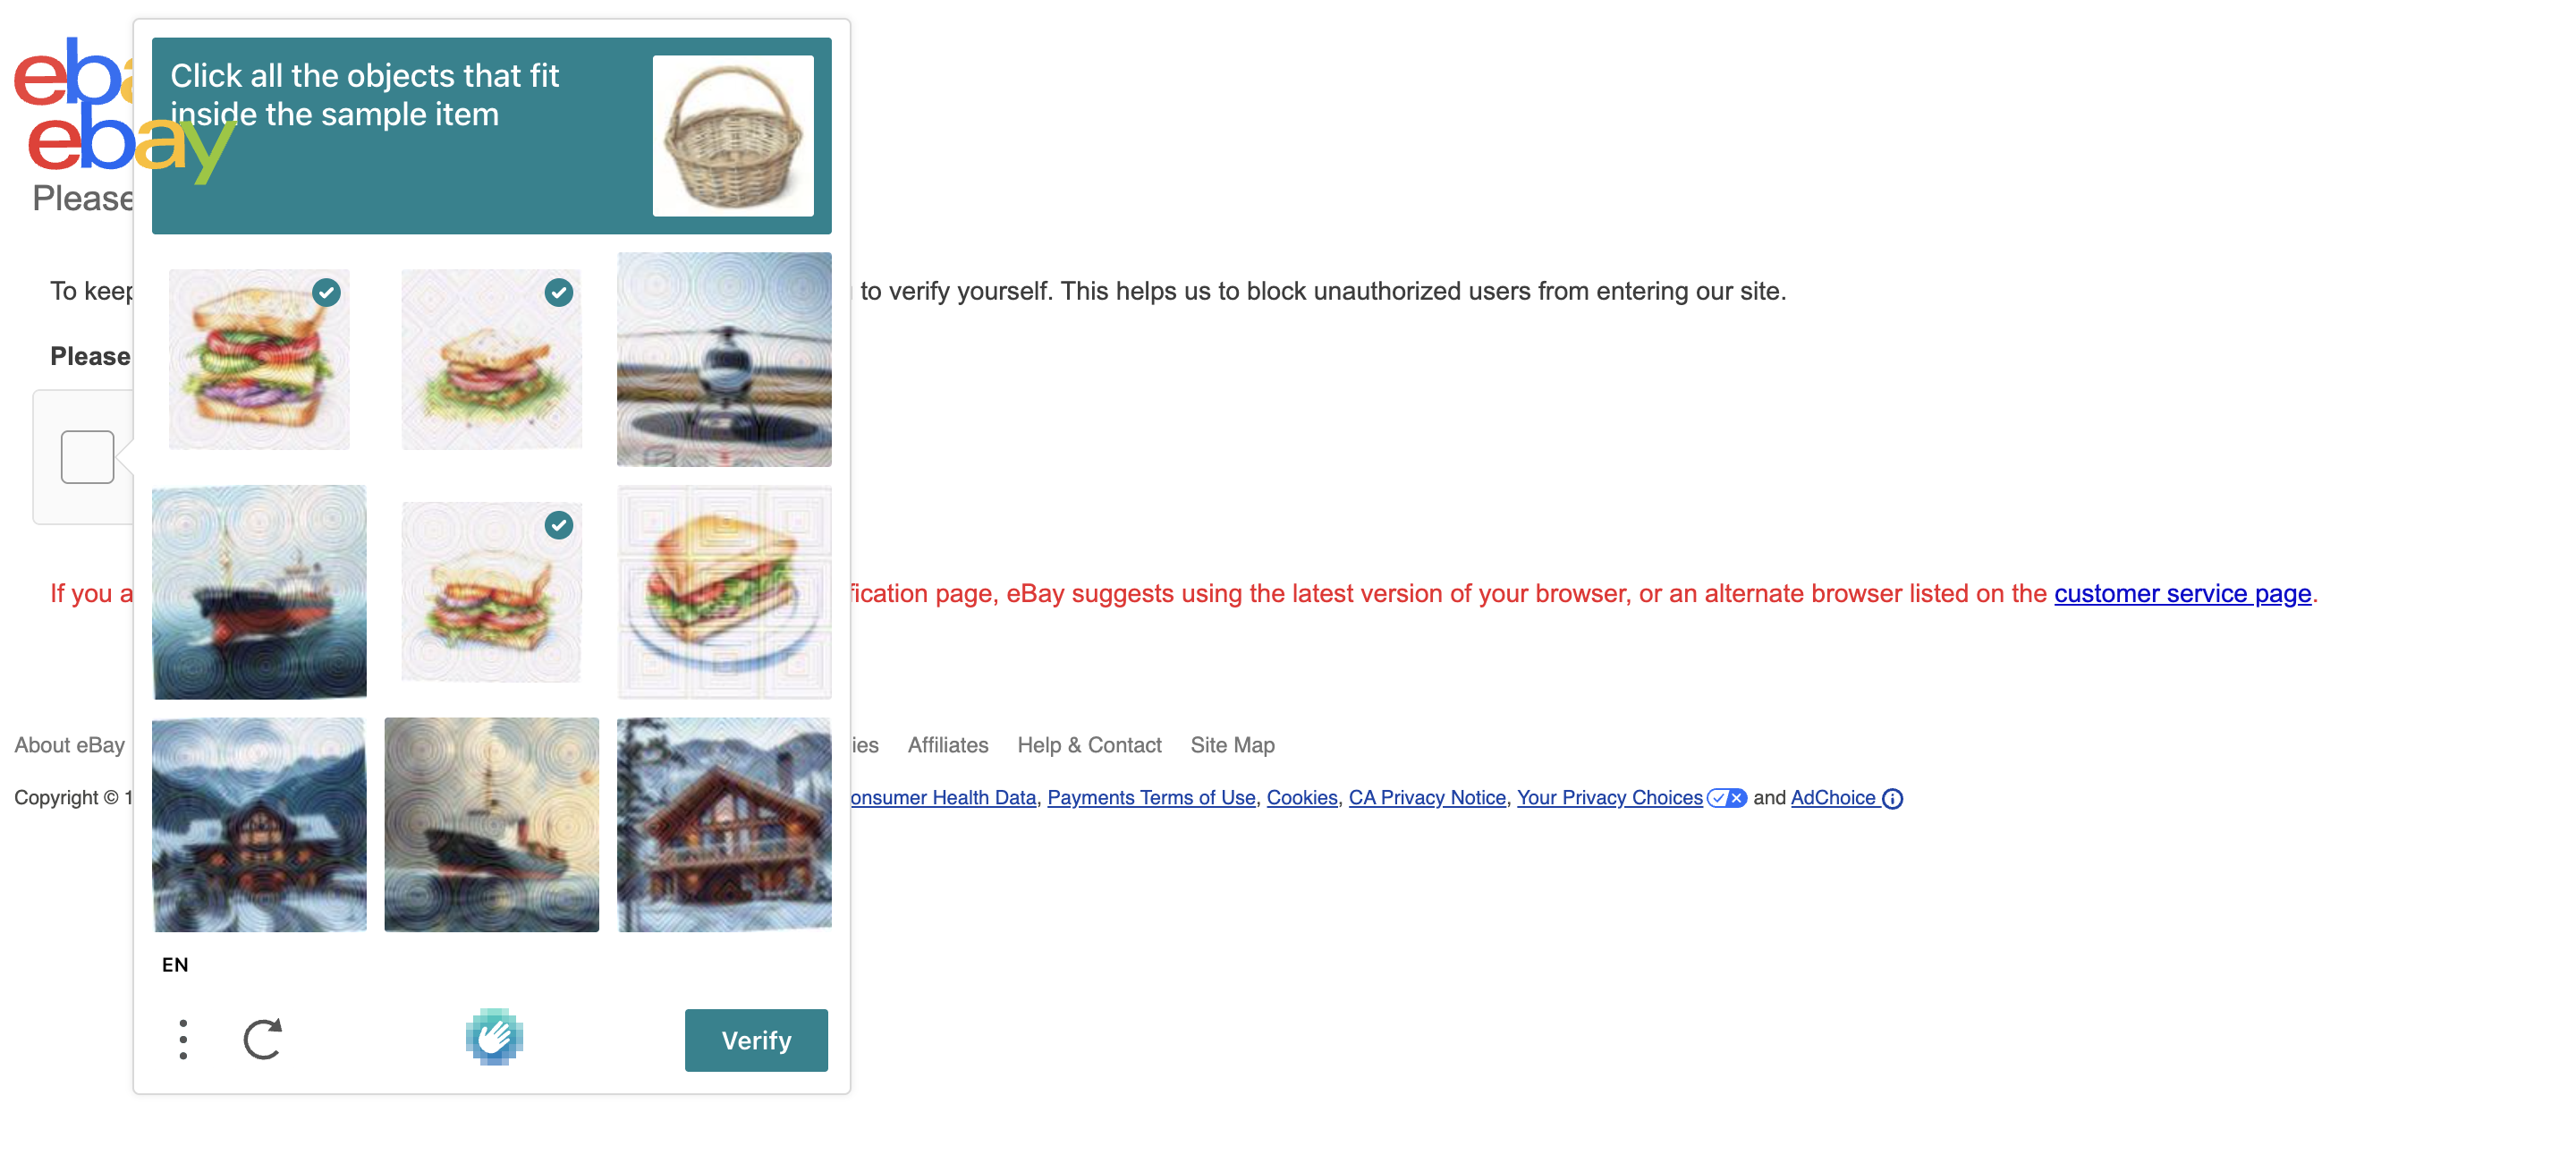 eba
ebay
Click all the objects that fit
inside the sample item
Please
To keep
to verify yourself. This helps us to block unauthorized users from entering our site.
Please
If you a
fication page, eBay suggests using the latest version of your browser, or an alternate browser listed on the customer service page.
About eBay
ies Affiliates Help & Contact Site Map
Copyright © 1
onsumer Health Data, Payments Terms of Use, Cookies, CA Privacy Notice, Your Privacy Choices and AdChoice
EN
Verify